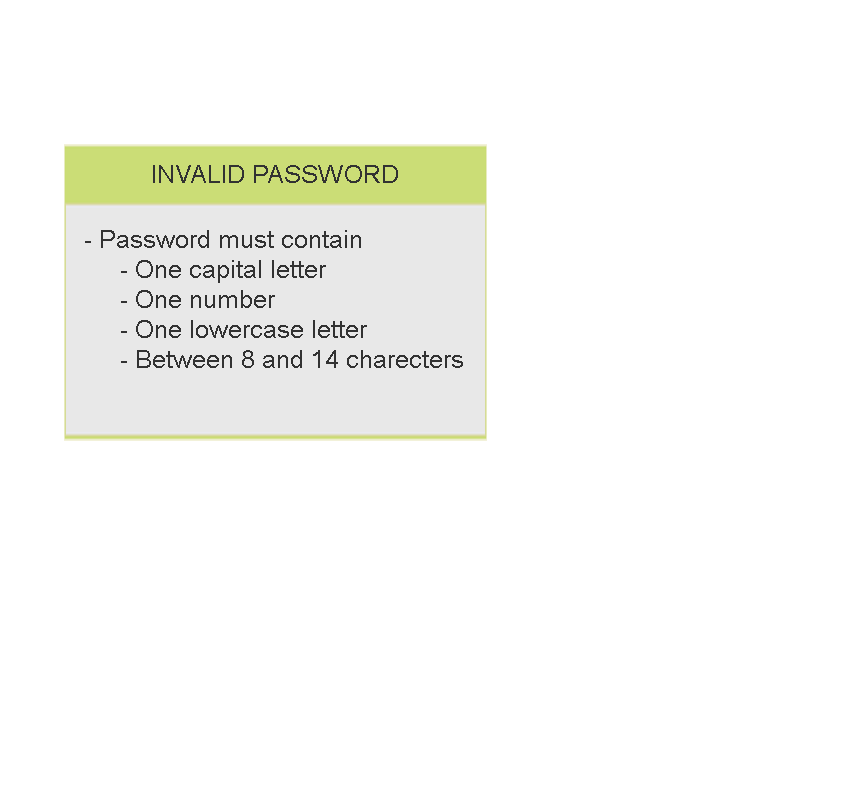 INVALID PASSWORD
- Password must contain
- One capital letter
- One number
- One lowercase letter
- Between 8 and 14 charecters